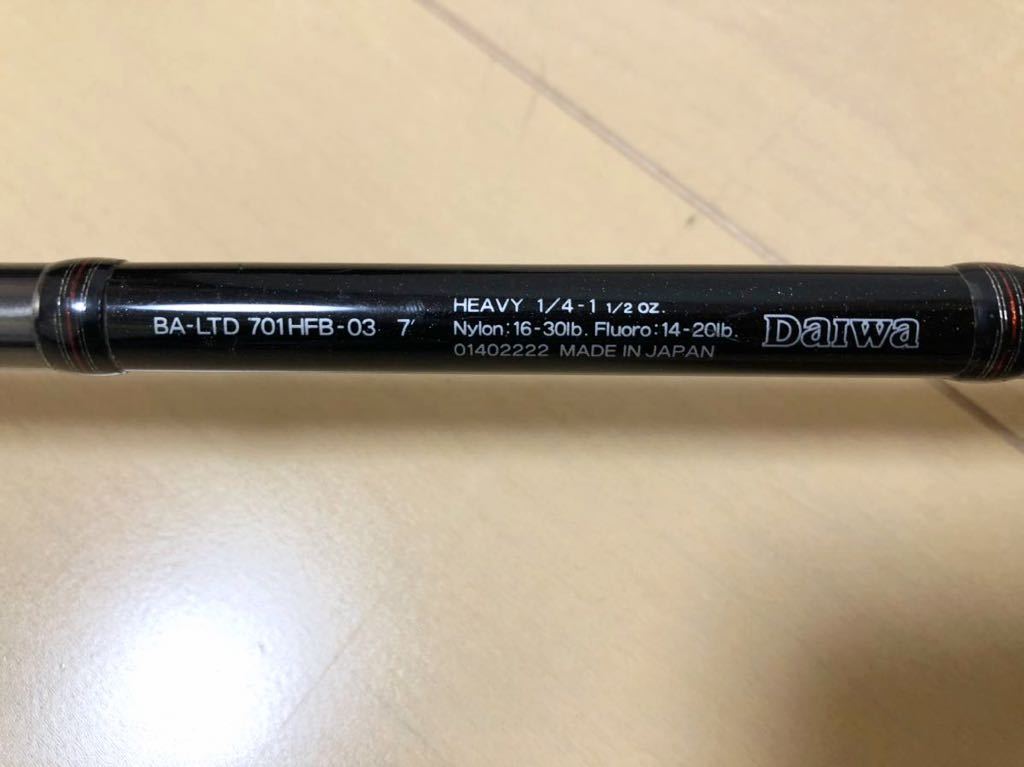 BA-LTD 701HFB-03 7'
HEAVY 1/4-1 1/2 OZ.
Nylon:16-30lb. Fluoro:14-20lb.
01402222 MADE IN JAPAN
Daiwa